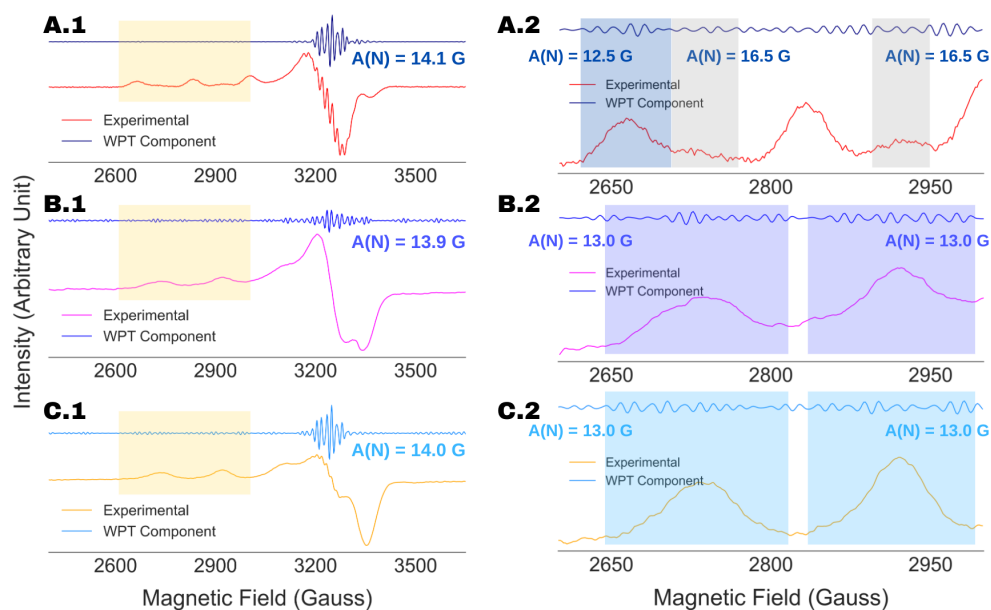 A.1
A(N) = 14.1 G
Experimental
WPT Component
2600 2900 3200 3500
A.2
A(N) = 12.5 G A(N) = 16.5 G A(N) = 16.5 G
Experimental
WPT Component
2650 2800 2950
B.1
A(N) = 13.9 G
Experimental
WPT Component
2600 2900 3200 3500
B.2
A(N) = 13.0 G A(N) = 13.0 G
Experimental
WPT Component
2650 2800 2950
C.1
A(N) = 14.0 G
Experimental
WPT Component
2600 2900 3200 3500
C.2
A(N) = 13.0 G A(N) = 13.0 G
Experimental
WPT Component
2650 2800 2950
Intensity (Arbitrary Unit)
Magnetic Field (Gauss) Magnetic Field (Gauss)